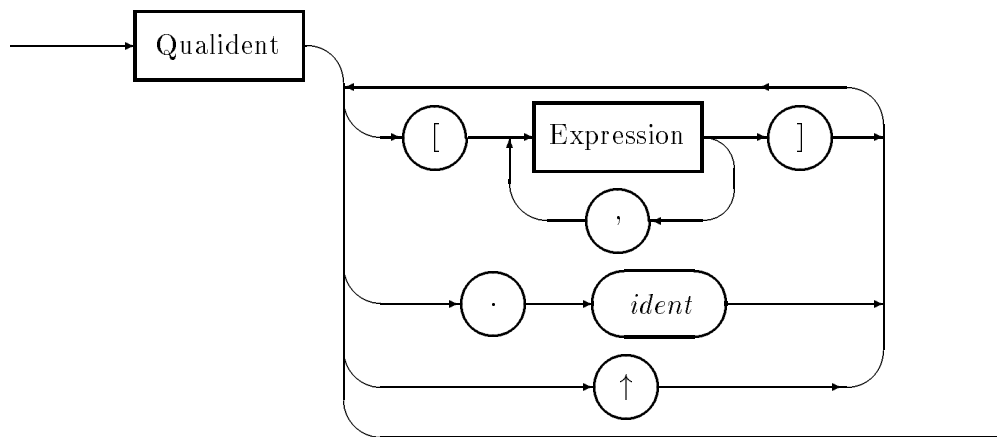 Qualident
[ Expression ]
,
. ident
↑